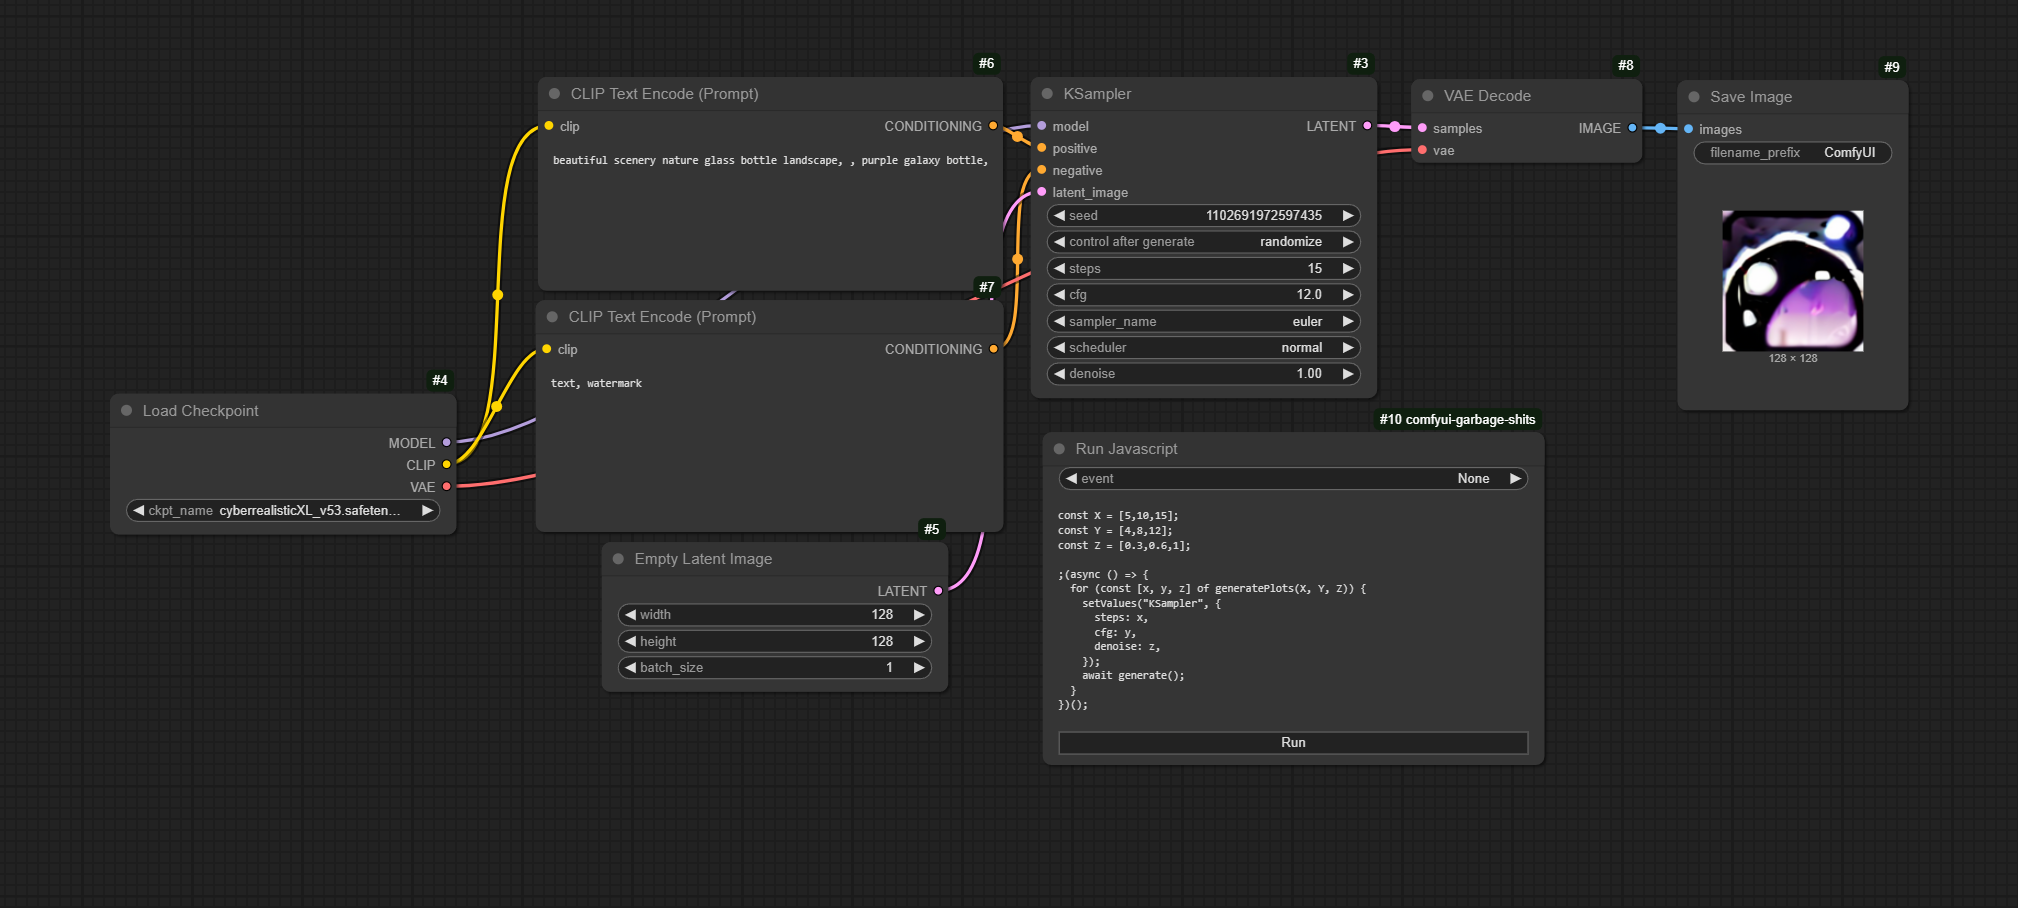 #4
Load Checkpoint
MODEL
CLIP
VAE
ckpt_name cyberrealisticXL_v53.safeten...
#6
CLIP Text Encode (Prompt)
clip CONDITIONING
beautiful scenery nature glass bottle landscape, , purple galaxy bottle,
#7
CLIP Text Encode (Prompt)
clip CONDITIONING
text, watermark
#5
Empty Latent Image
LATENT
width 128
height 128
batch_size 1
#3
KSampler
model LATENT
positive
negative
latent_image
seed 1102691972597435
control after generate randomize
steps 15
cfg 12.0
sampler_name euler
scheduler normal
denoise 1.00
#8
VAE Decode
samples IMAGE
vae
#9
Save Image
images
filename_prefix ComfyUI
128 × 128
#10 comfyui-garbage-shits
Run Javascript
event None
const X = [5,10,15];
const Y = [4,8,12];
const Z = [0.3,0.6,1];
;(async () => {
for (const [x, y, z] of generatePlots(X, Y, Z)) {
setValues("KSampler", {
steps: x,
cfg: y,
denoise: z,
});
await generate();
}
})();
Run